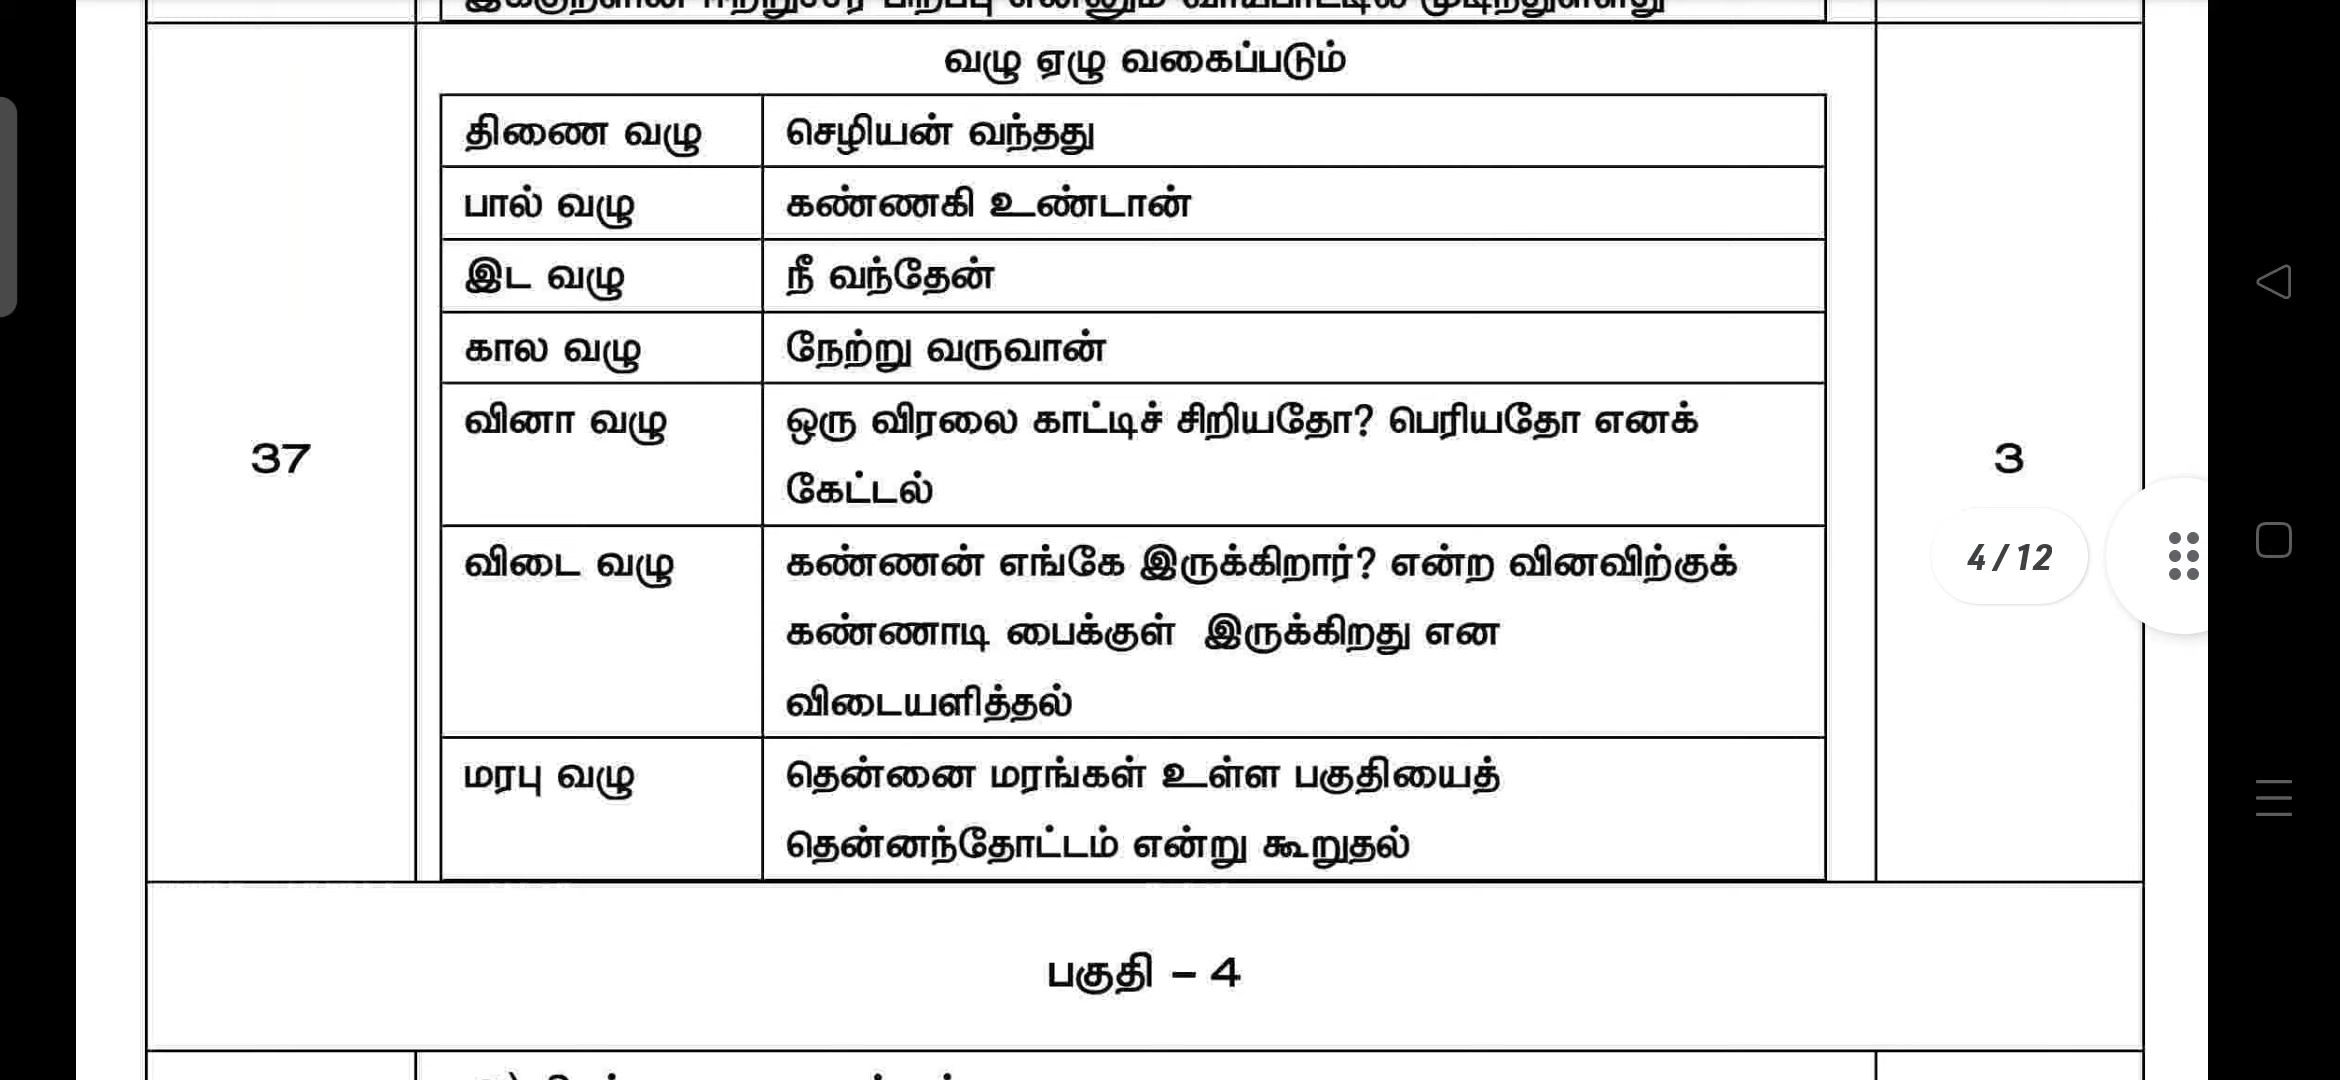 வழு ஏழு வகைப்படும்
திணை வழு செழியன் வந்தது
பால் வழு கண்ணகி உண்டான்
இட வழு நீ வந்தேன்
கால வழு நேற்று வருவான்
வினா வழு ஒரு விரலை காட்டிச் சிறியதோ? பெரியதோ எனக்
கேட்டல்
37
3
விடை வழு கண்ணன் எங்கே இருக்கிறார்? என்ற வினவிற்குக்
4 / 12
கண்ணாடி பைக்குள் இருக்கிறது என
விடையளித்தல்
மரபு வழு தென்னை மரங்கள் உள்ள பகுதியைத்
தென்னந்தோட்டம் என்று கூறுதல்
பகுதி – 4